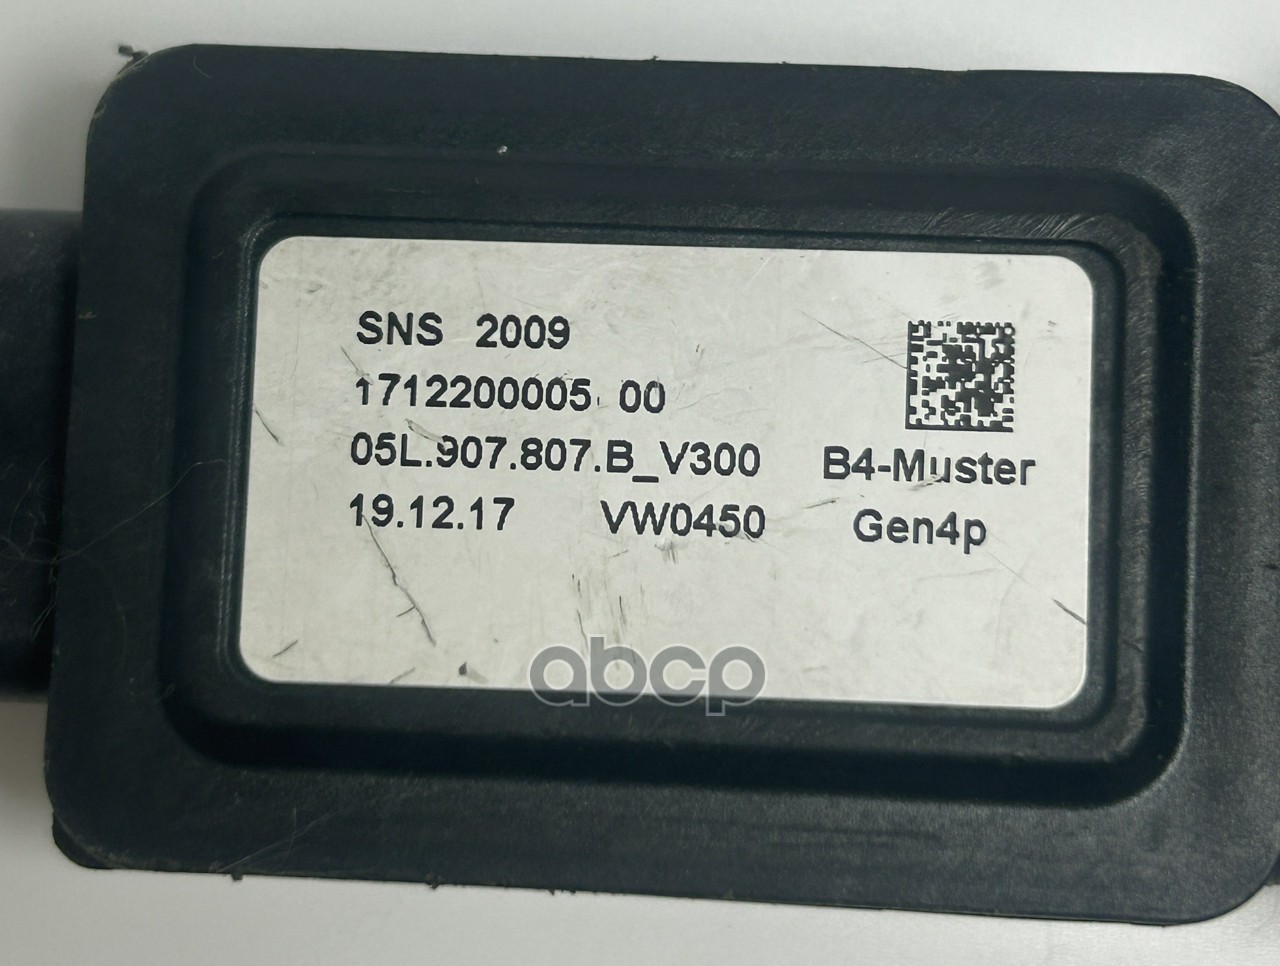 SNS 2009
1712200005 00
05L.907.807.B_V300 B4-Muster
19.12.17 VW0450 Gen4p
abcp